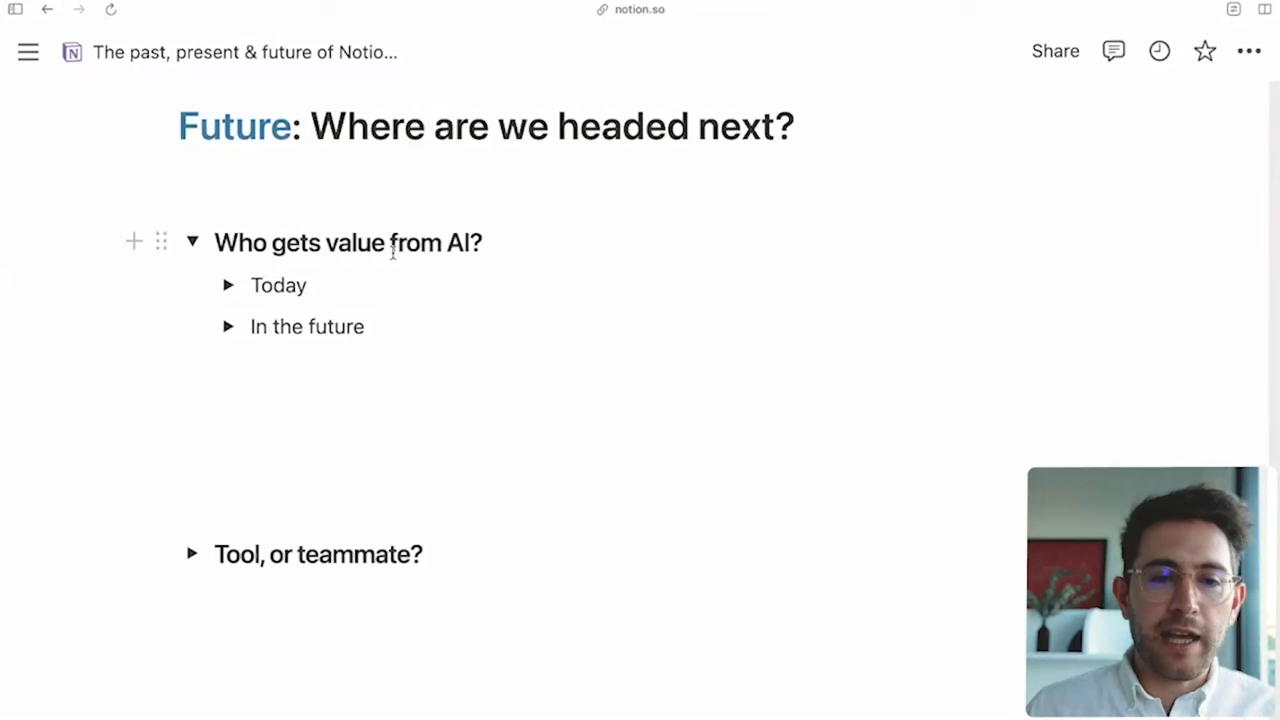 notion.so
The past, present & future of Notio...
Share
Future: Where are we headed next?
Who gets value from AI?
Today
In the future
Tool, or teammate?